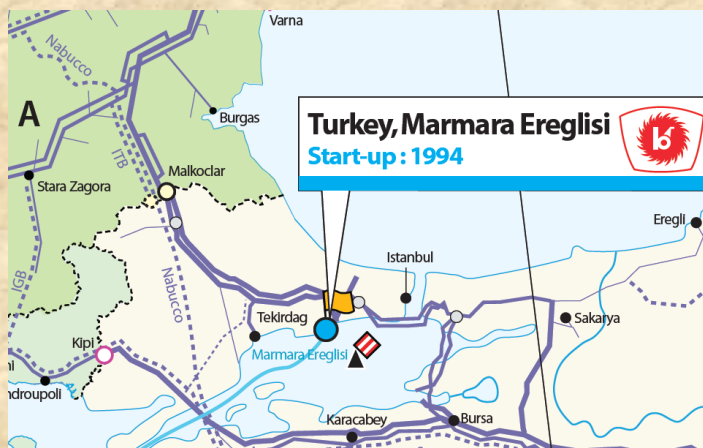 Varna
Nabucco
A
Burgas
Turkey, Marmara Ereglisi
Start-up : 1994
ITB
Malkoclar
Stara Zagora
Eregli
Istanbul
IGB
Nabucco
Tekirdag
Sakarya
Kipi
Marmara Ereglisi
ni
ndroupoli
Karacabey
Bursa